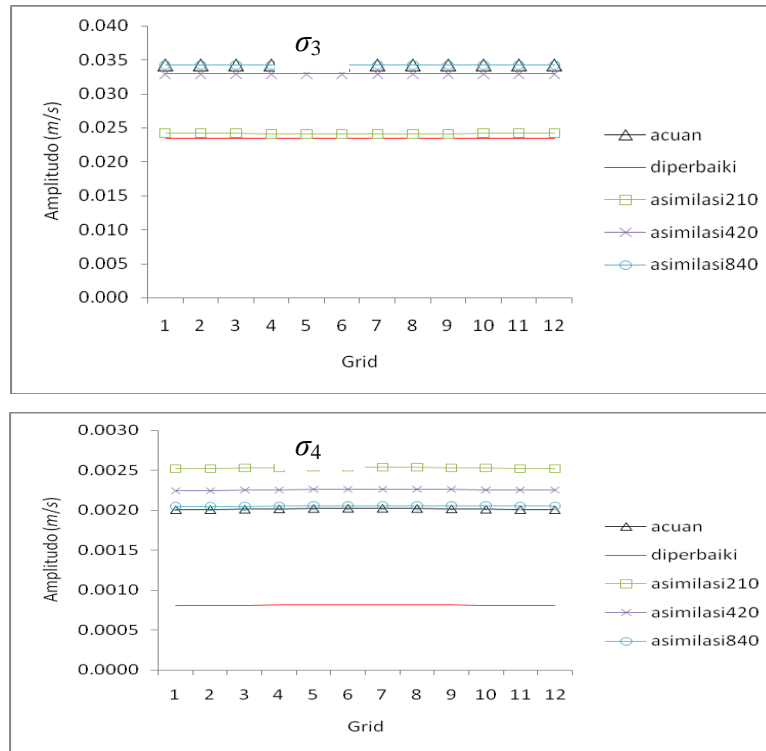 σ3
0.040
0.035
0.030
0.025
0.020
0.015
0.010
0.005
0.000
Amplitudo (m/s)
1 2 3 4 5 6 7 8 9 10 11 12
Grid
acuan
diperbaiki
asimilasi210
asimilasi420
asimilasi840
σ4
0.0030
0.0025
0.0020
0.0015
0.0010
0.0005
0.0000
Amplitudo (m/s)
1 2 3 4 5 6 7 8 9 10 11 12
Grid
acuan
diperbaiki
asimilasi210
asimilasi420
asimilasi840